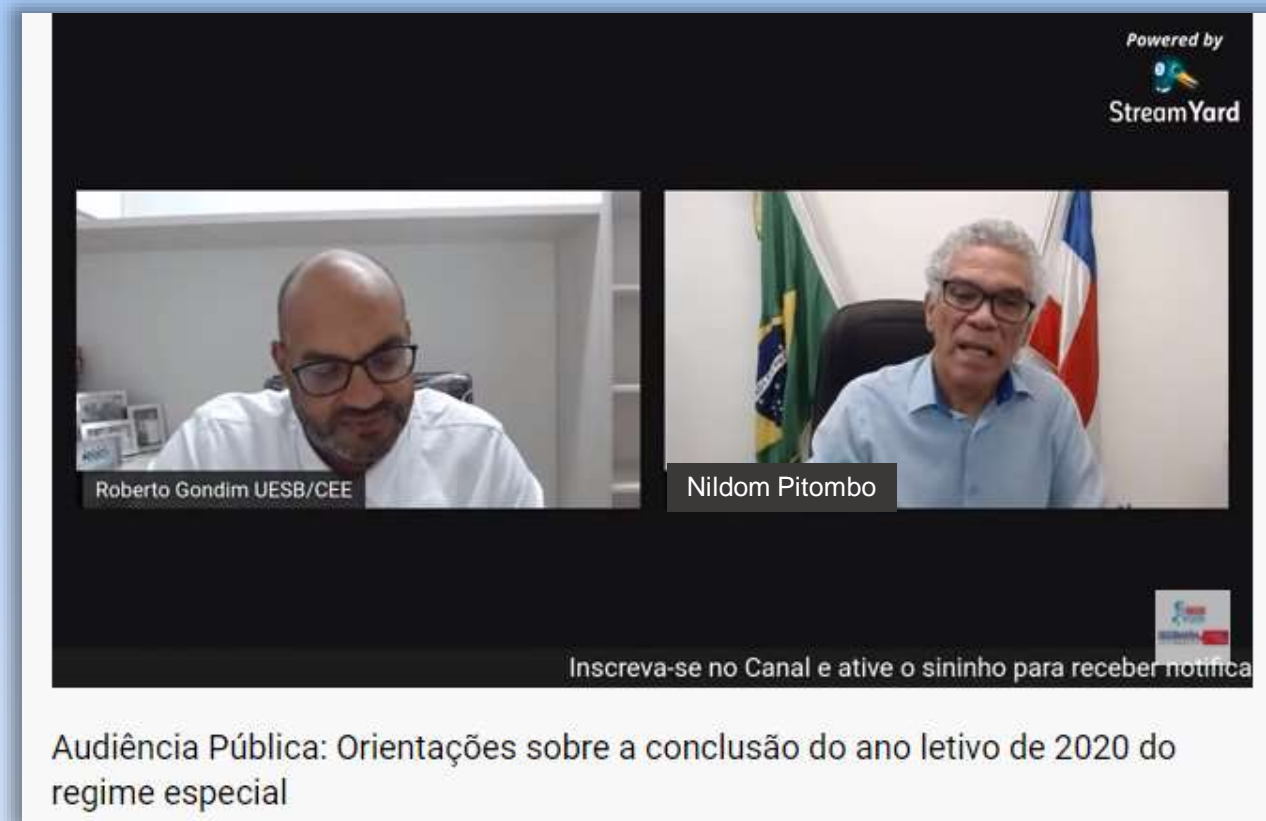 Powered by
StreamYard
Roberto Gondim UESB/CEE
Nildom Pitombo
Inscreva-se no Canal e ative o sininho para receber notifica
Audiência Pública: Orientações sobre a conclusão do ano letivo de 2020 do
regime especial